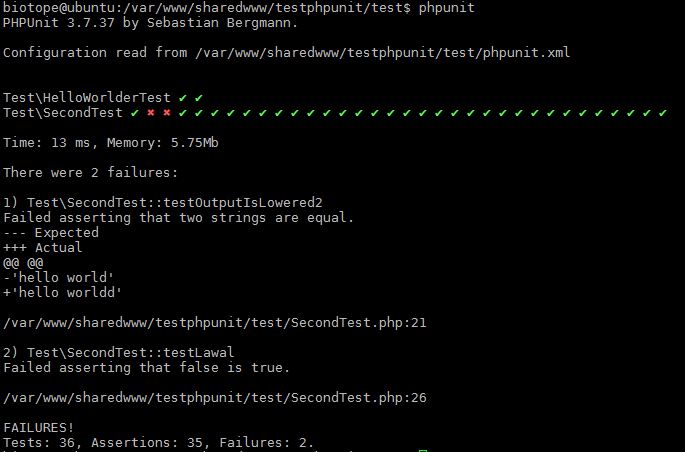 biotope@ubuntu:/var/www/sharedwww/testphpunit/test$ phpunit
PHPUnit 3.7.37 by Sebastian Bergmann.
Configuration read from /var/www/sharedwww/testphpunit/test/phpunit.xml
Test\HelloWorlderTest ✔ ✔
Test\SecondTest ✔ ✖ ✖ ✔ ✔ ✔ ✔ ✔ ✔ ✔ ✔ ✔ ✔ ✔ ✔ ✔ ✔ ✔ ✔ ✔ ✔ ✔ ✔ ✔ ✔ ✔ ✔ ✔ ✔ ✔ ✔ ✔ ✔ ✔
Time: 13 ms, Memory: 5.75Mb
There were 2 failures:
1) Test\SecondTest::testOutputIsLowered2
Failed asserting that two strings are equal.
--- Expected
+++ Actual
@@ @@
-'hello world'
+'hello worldd'
/var/www/sharedwww/testphpunit/test/SecondTest.php:21
2) Test\SecondTest::testLawal
Failed asserting that false is true.
/var/www/sharedwww/testphpunit/test/SecondTest.php:26
FAILURES!
Tests: 36, Assertions: 35, Failures: 2.